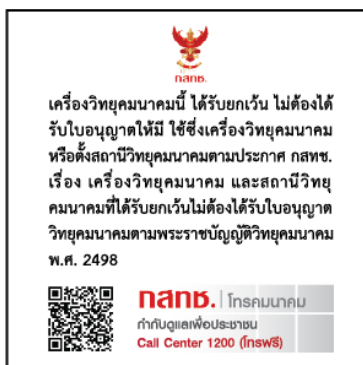 กสทช.
เครื่องวิทยุคมนาคมนี้ ได้รับยกเว้น ไม่ต้องได้
รับใบอนุญาตให้มี ใช้ซึ่งเครื่องวิทยุคมนาคม
หรือตั้งสถานีวิทยุคมนาคมตามประกาศ กสทช.
เรื่อง เครื่องวิทยุคมนาคม และสถานีวิทยุ
คมนาคมที่ได้รับยกเว้นไม่ต้องได้รับใบอนุญาต
วิทยุคมนาคมตามพระราชบัญญัติวิทยุคมนาคม
พ.ศ. 2498
กสทช. | โทรคมนาคม
กำกับดูแลเพื่อประชาชน
Call Center 1200 (โทรฟรี)